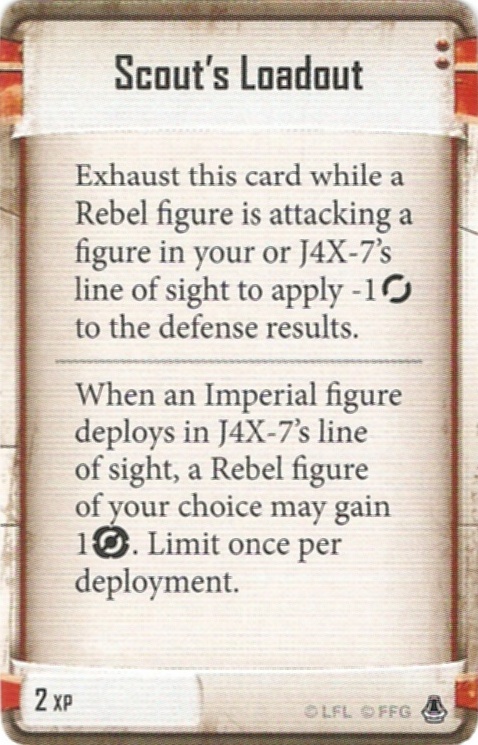 Scout's Loadout
Exhaust this card while a
Rebel figure is attacking a
figure in your or J4X-7's
line of sight to apply -1
to the defense results.
When an Imperial figure
deploys in J4X-7's line
of sight, a Rebel figure
of your choice may gain
1. Limit once per
deployment.
2 XP
© LFL © FFG